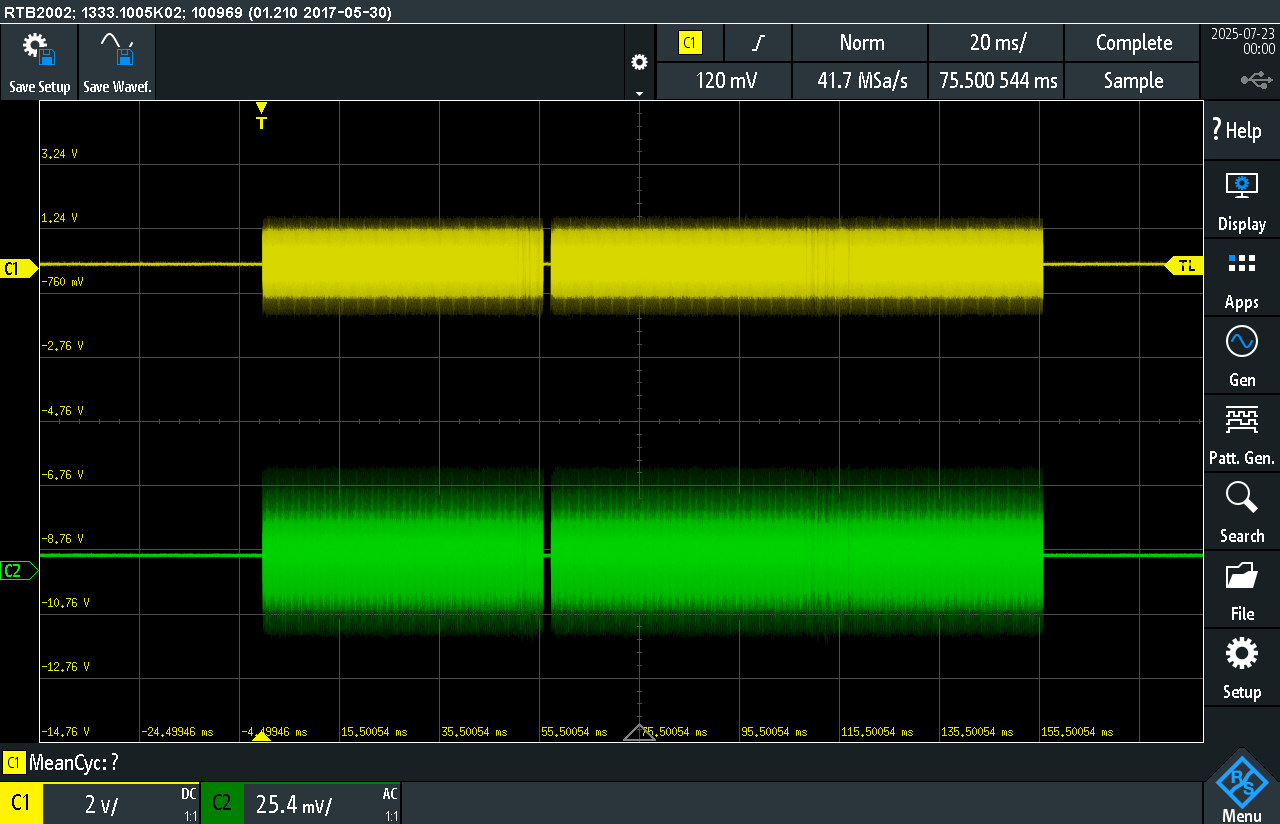 RTB2002; 1333.1005K02; 100969 (01.210 2017-05-30)
Save Setup
Save Wavef.
C1
Norm
20 ms/
Complete
120 mV
41.7 MSa/s
75.500 544 ms
Sample
2025-07-23
00:00
T
? Help
Display
Apps
Gen
Patt. Gen.
Search
File
Setup
Menu
3.24 V
1.24 V
C1
TL
-760 mV
-2.76 V
-4.76 V
-6.76 V
-8.76 V
C2
-10.76 V
-12.76 V
-14.76 V
-24.49946 ms
-4.49946 ms
15.50054 ms
35.50054 ms
55.50054 ms
75.50054 ms
95.50054 ms
115.50054 ms
135.50054 ms
155.50054 ms
C1 MeanCyc: ?
C1
2 V/
DC
1:1
C2
25.4 mV/
AC
1:1
R&S